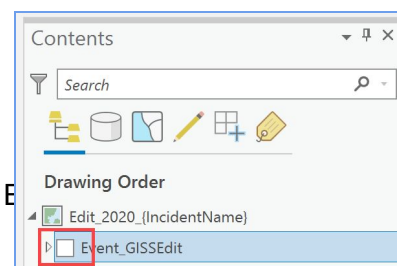 Contents
Search
Drawing Order
E
Edit_2020_{IncidentName}
Event_GISSEdit